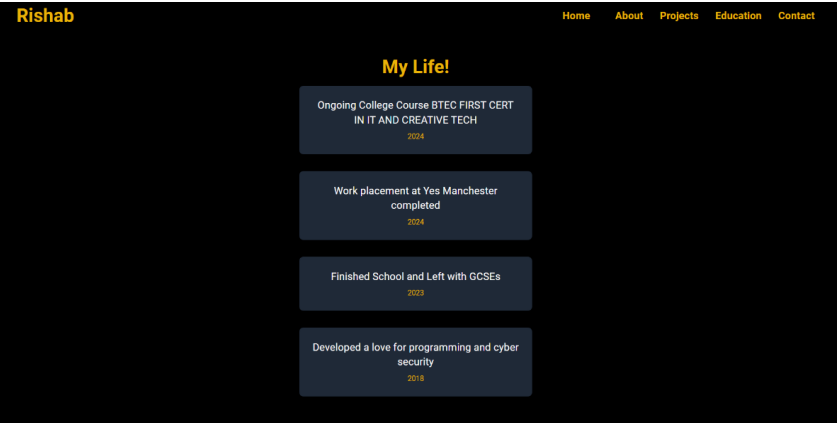 Rishab
Home About Projects Education Contact
My Life!
Ongoing College Course BTEC FIRST CERT
IN IT AND CREATIVE TECH
2024
Work placement at Yes Manchester
completed
2024
Finished School and Left with GCSEs
2023
Developed a love for programming and cyber
security
2018